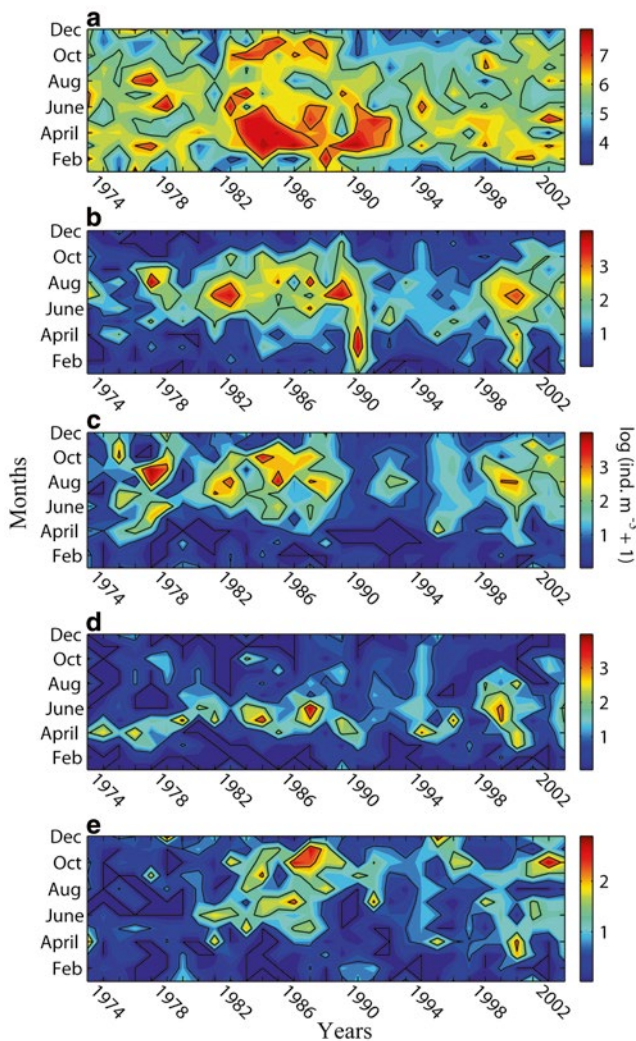 a
Dec
Oct
Aug
June
April
Feb
1974
1978
1982
1986
1990
1994
1998
2002
7
6
5
4
b
Dec
Oct
Aug
June
April
Feb
1974
1978
1982
1986
1990
1994
1998
2002
3
2
1
c
Dec
Oct
Aug
June
April
Feb
1974
1978
1982
1986
1990
1994
1998
2002
3
2
1
Months
log (ind.m⁻³ + 1)
d
Dec
Oct
Aug
June
April
Feb
1974
1978
1982
1986
1990
1994
1998
2002
3
2
1
e
Dec
Oct
Aug
June
April
Feb
1974
1978
1982
1986
1990
1994
1998
2002
2
1
Years